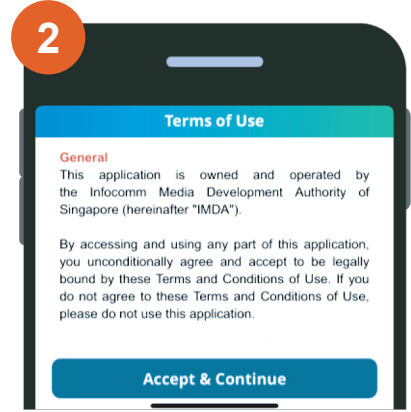 2
Terms of Use
General
This application is owned and operated by
the Infocomm Media Development Authority of
Singapore (hereinafter "IMDA").
By accessing and using any part of this application,
you unconditionally agree and accept to be legally
bound by these Terms and Conditions of Use. If you
do not agree to these Terms and Conditions of Use,
please do not use this application.
Accept & Continue